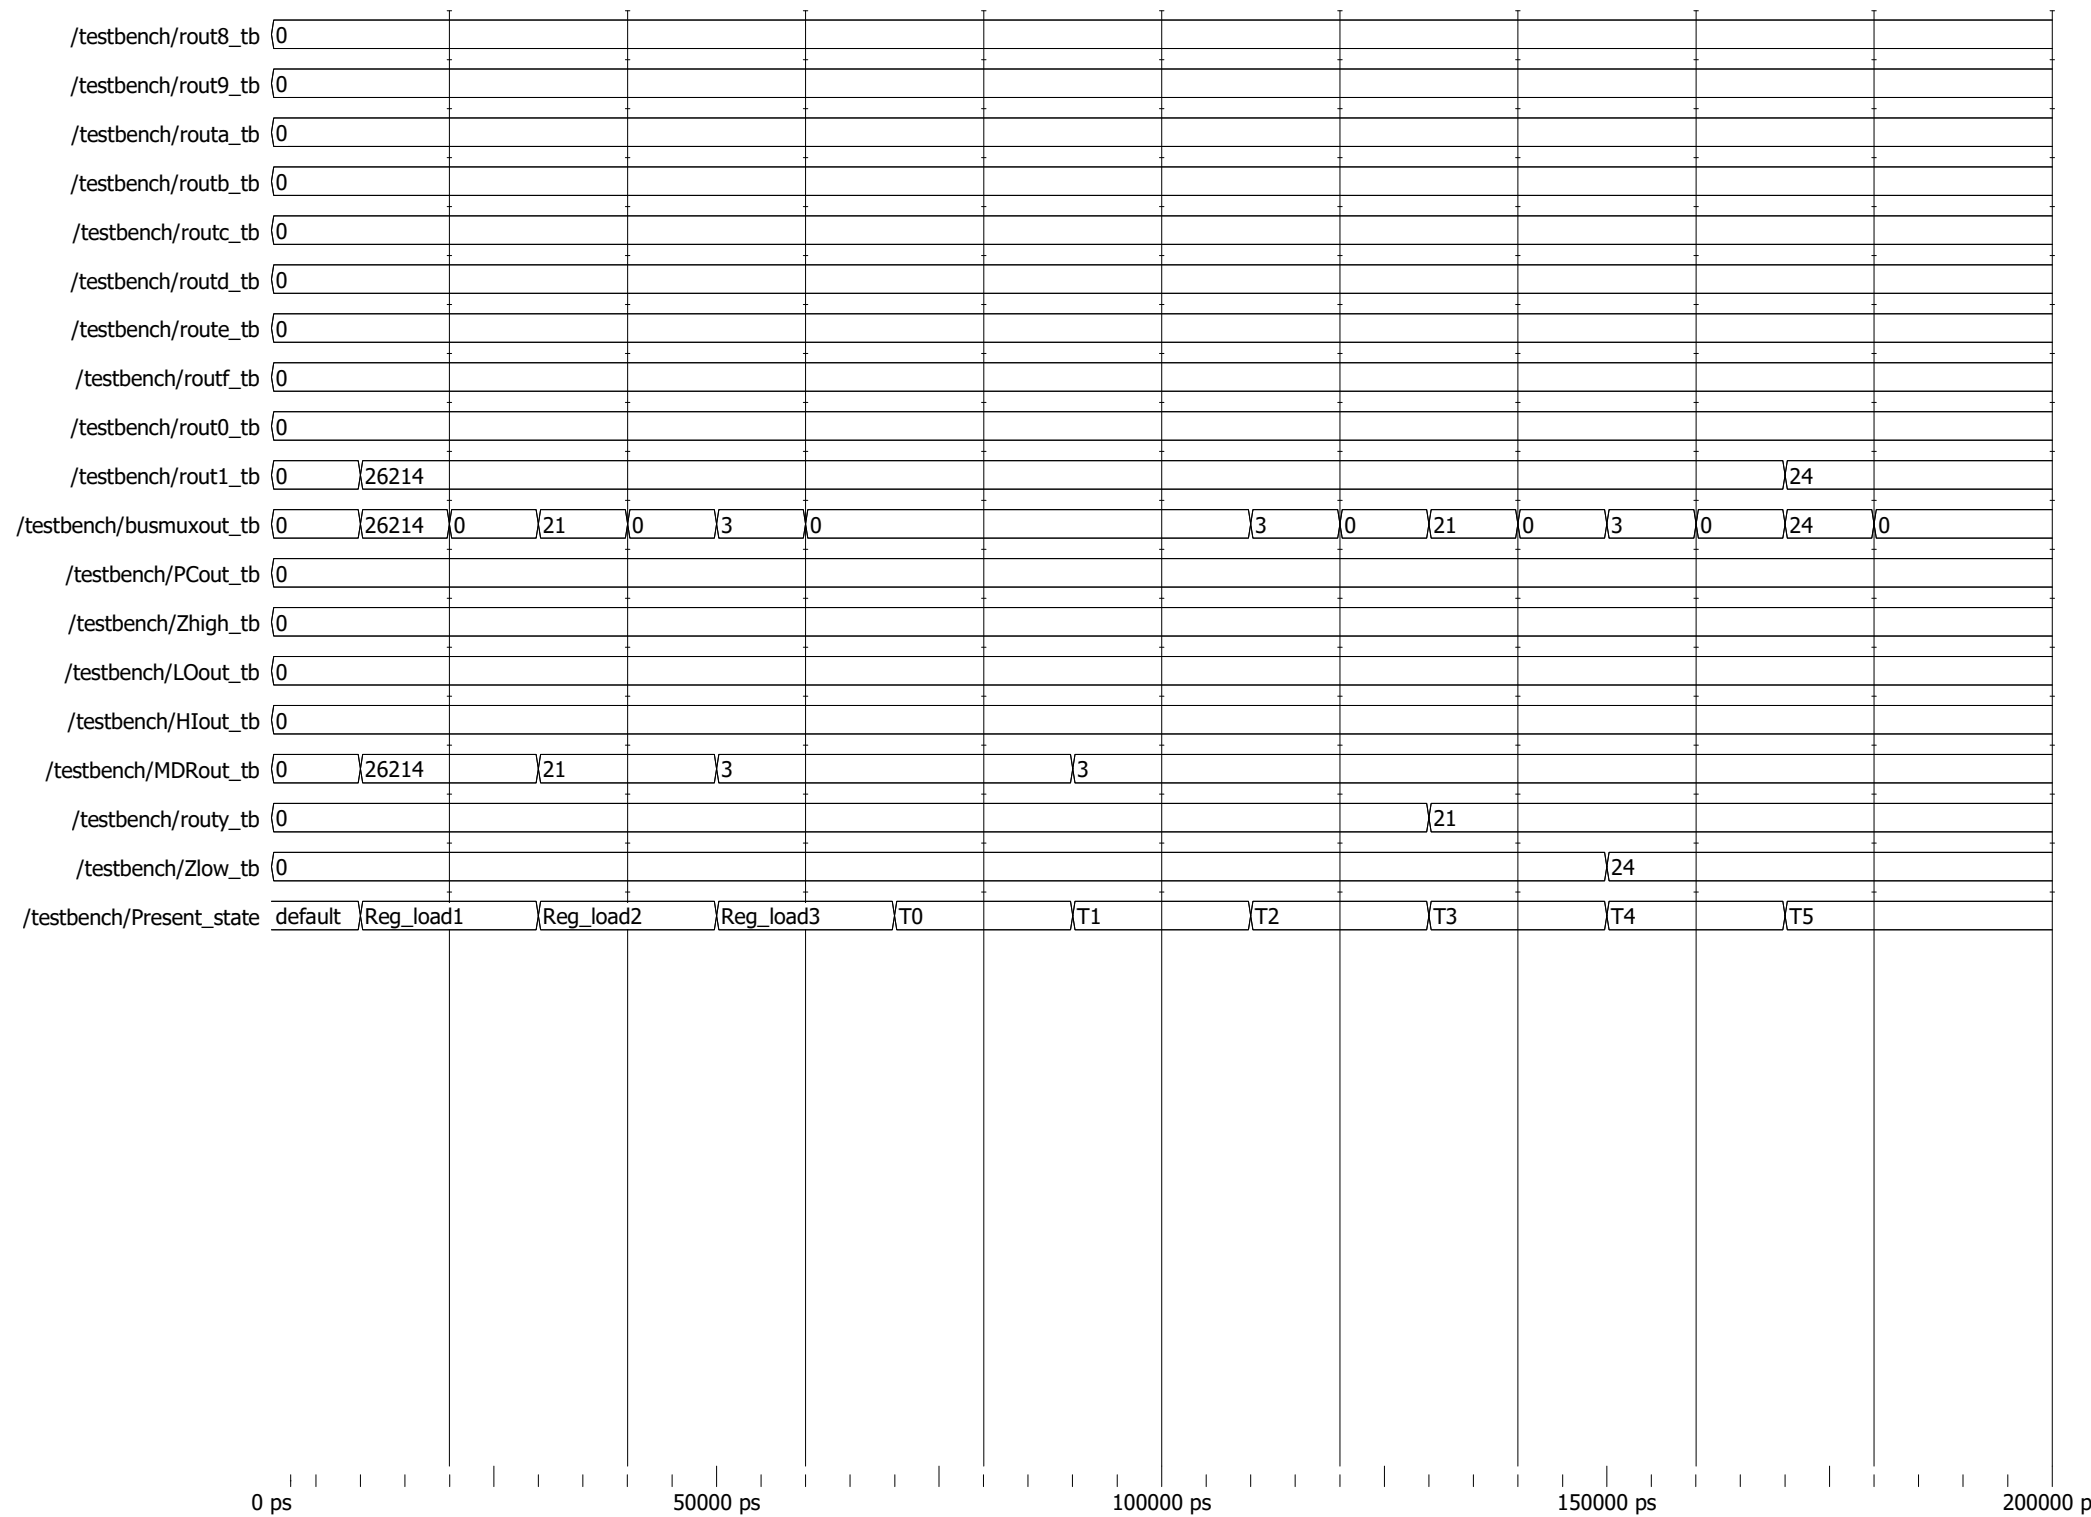 /testbench/rout8_tb 0
/testbench/rout9_tb 0
/testbench/routa_tb 0
/testbench/routb_tb 0
/testbench/routc_tb 0
/testbench/routd_tb 0
/testbench/route_tb 0
/testbench/routf_tb 0
/testbench/rout0_tb 0
/testbench/rout1_tb 0 26214 24
/testbench/busmuxout_tb 0 26214 0 21 0 3 0 3 0 21 0 3 0 24 0
/testbench/PCout_tb 0
/testbench/Zhigh_tb 0
/testbench/LOout_tb 0
/testbench/HIout_tb 0
/testbench/MDRout_tb 0 26214 21 3 3
/testbench/routy_tb 0 21
/testbench/Zlow_tb 0 24
/testbench/Present_state default Reg_load1 Reg_load2 Reg_load3 T0 T1 T2 T3 T4 T5
0 ps 50000 ps 100000 ps 150000 ps 200000 p